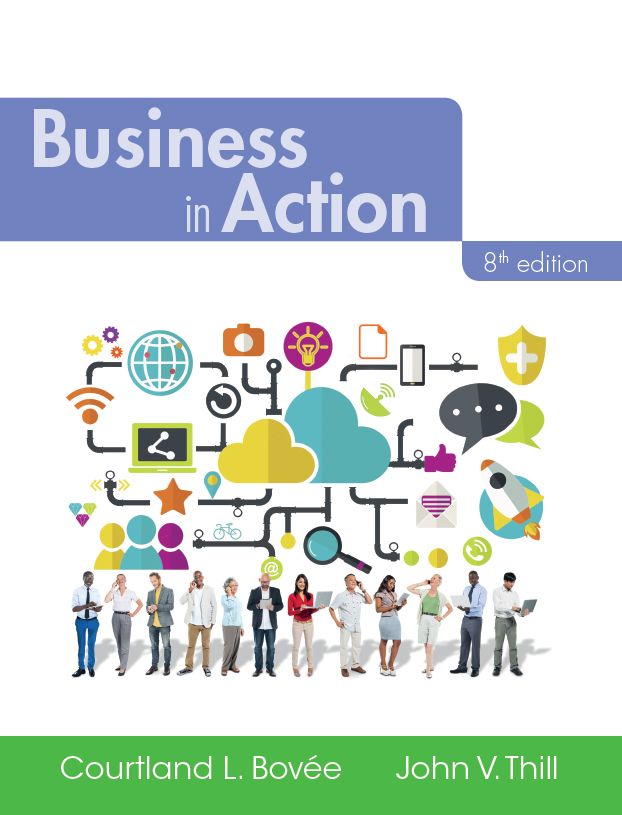 Business
in Action
8th edition
@
Courtland L. Bovée John V. Thill